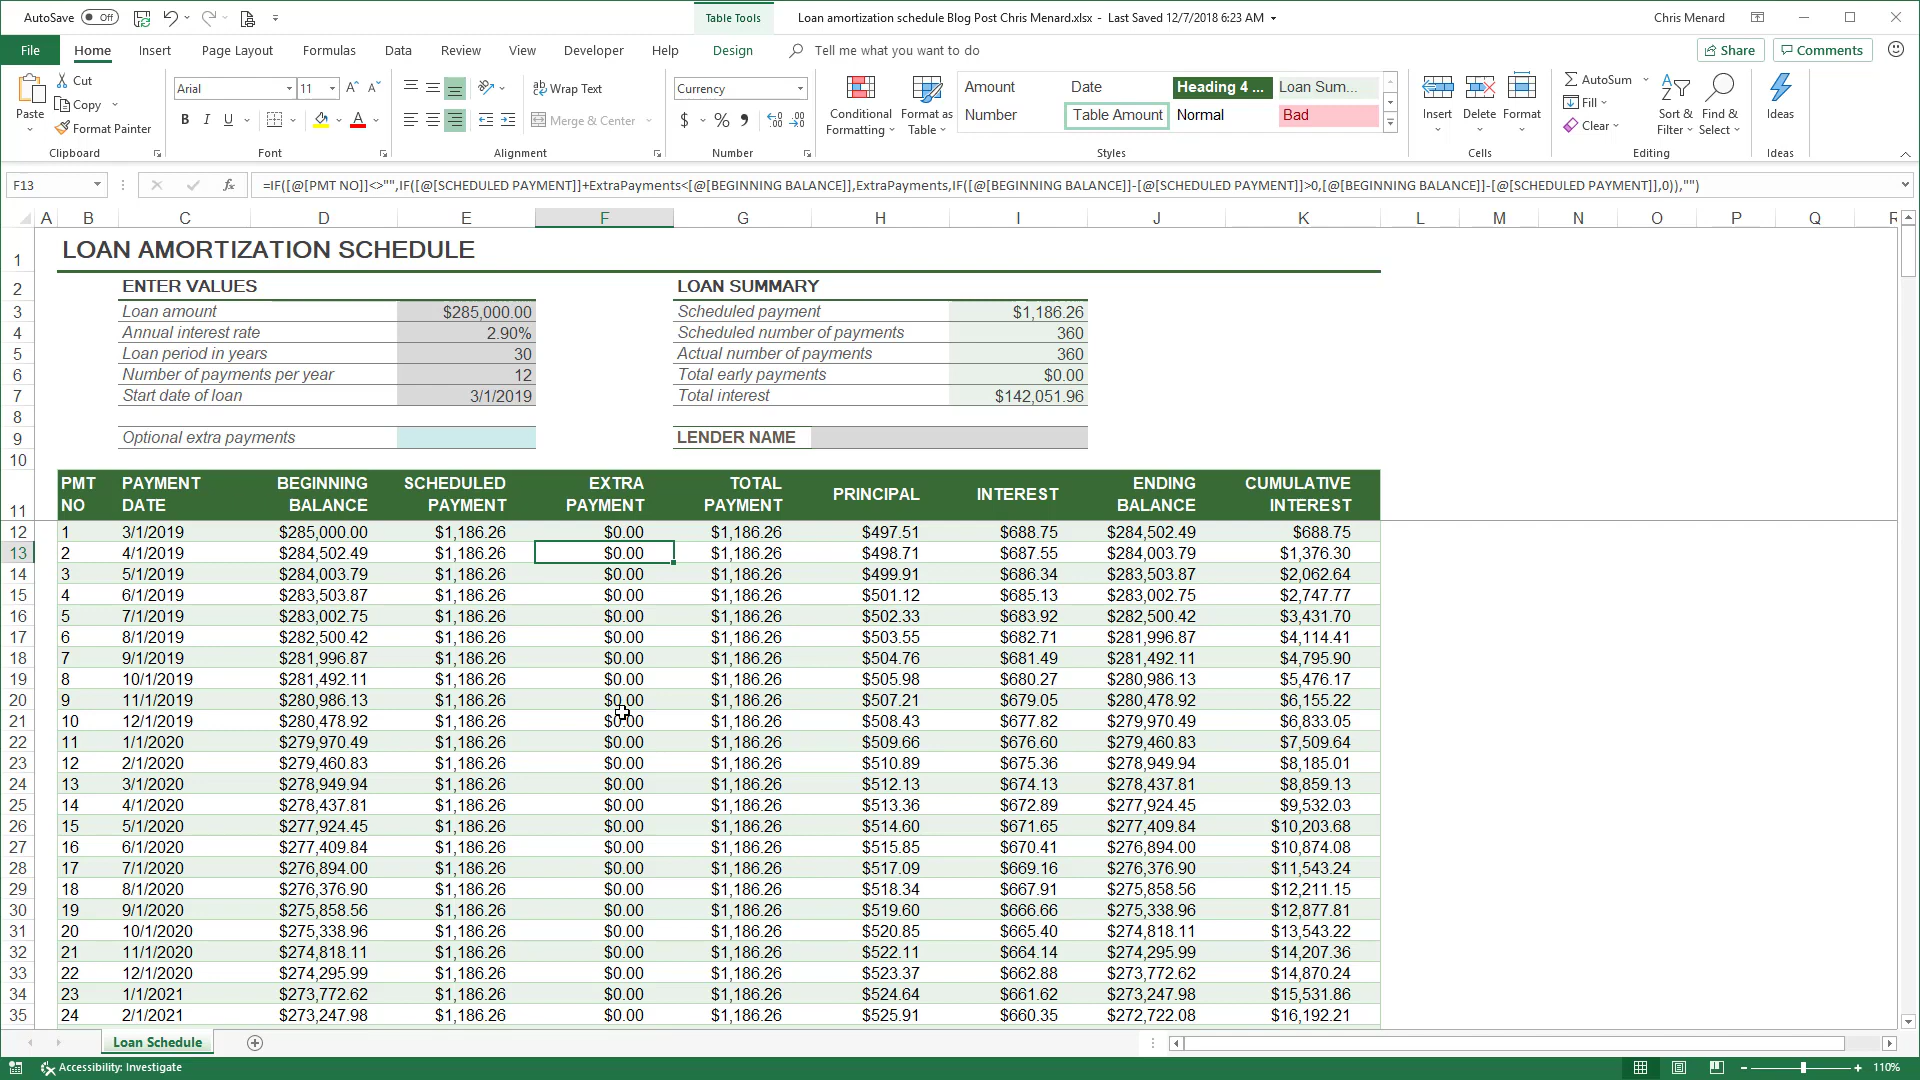 AutoSave Off
Table Tools
Loan amortization schedule Blog Post Chris Menard.xlsx - Last Saved 12/7/2018 6:23 AM
Chris Menard
File Home Insert Page Layout Formulas Data Review View Developer Help Design Tell me what you want to do Share Comments
Paste Cut Copy Format Painter Clipboard
Arial 11 Font
Wrap Text Merge & Center Alignment
Currency $ % Number
Conditional Formatting Format as Table
Amount Date Heading 4 ... Loan Sum...
Number Table Amount Normal Bad
Styles
Insert Delete Format Cells
AutoSum Fill Clear Sort & Filter Find & Select Editing
Ideas Ideas
F13 fx =IF([@[PMT NO]]<>"",IF([@[SCHEDULED PAYMENT]]+ExtraPayments<[@[BEGINNING BALANCE]],ExtraPayments,IF([@[BEGINNING BALANCE]]-[@[SCHEDULED PAYMENT]]>0,[@[BEGINNING BALANCE]]-[@[SCHEDULED PAYMENT]],0)),"")
A B C D E F G H I J K L M N O P Q R
1 LOAN AMORTIZATION SCHEDULE
2 ENTER VALUES LOAN SUMMARY
3 Loan amount $285,000.00 Scheduled payment $1,186.26
4 Annual interest rate 2.90% Scheduled number of payments 360
5 Loan period in years 30 Actual number of payments 360
6 Number of payments per year 12 Total early payments $0.00
7 Start date of loan 3/1/2019 Total interest $142,051.96
8
9 Optional extra payments LENDER NAME
10
11 PMT NO PAYMENT DATE BEGINNING BALANCE SCHEDULED PAYMENT EXTRA PAYMENT TOTAL PAYMENT PRINCIPAL INTEREST ENDING BALANCE CUMULATIVE INTEREST
12 1 3/1/2019 $285,000.00 $1,186.26 $0.00 $1,186.26 $497.51 $688.75 $284,502.49 $688.75
13 2 4/1/2019 $284,502.49 $1,186.26 $0.00 $1,186.26 $498.71 $687.55 $284,003.79 $1,376.30
14 3 5/1/2019 $284,003.79 $1,186.26 $0.00 $1,186.26 $499.91 $686.34 $283,503.87 $2,062.64
15 4 6/1/2019 $283,503.87 $1,186.26 $0.00 $1,186.26 $501.12 $685.13 $283,002.75 $2,747.77
16 5 7/1/2019 $283,002.75 $1,186.26 $0.00 $1,186.26 $502.33 $683.92 $282,500.42 $3,431.70
17 6 8/1/2019 $282,500.42 $1,186.26 $0.00 $1,186.26 $503.55 $682.71 $281,996.87 $4,114.41
18 7 9/1/2019 $281,996.87 $1,186.26 $0.00 $1,186.26 $504.76 $681.49 $281,492.11 $4,795.90
19 8 10/1/2019 $281,492.11 $1,186.26 $0.00 $1,186.26 $505.98 $680.27 $280,986.13 $5,476.17
20 9 11/1/2019 $280,986.13 $1,186.26 $0.00 $1,186.26 $507.21 $679.05 $280,478.92 $6,155.22
21 10 12/1/2019 $280,478.92 $1,186.26 $0.00 $1,186.26 $508.43 $677.82 $279,970.49 $6,833.05
22 11 1/1/2020 $279,970.49 $1,186.26 $0.00 $1,186.26 $509.66 $676.60 $279,460.83 $7,509.64
23 12 2/1/2020 $279,460.83 $1,186.26 $0.00 $1,186.26 $510.89 $675.36 $278,949.94 $8,185.01
24 13 3/1/2020 $278,949.94 $1,186.26 $0.00 $1,186.26 $512.13 $674.13 $278,437.81 $8,859.13
25 14 4/1/2020 $278,437.81 $1,186.26 $0.00 $1,186.26 $513.36 $672.89 $277,924.45 $9,532.03
26 15 5/1/2020 $277,924.45 $1,186.26 $0.00 $1,186.26 $514.60 $671.65 $277,409.84 $10,203.68
27 16 6/1/2020 $277,409.84 $1,186.26 $0.00 $1,186.26 $515.85 $670.41 $276,894.00 $10,874.08
28 17 7/1/2020 $276,894.00 $1,186.26 $0.00 $1,186.26 $517.09 $669.16 $276,376.90 $11,543.24
29 18 8/1/2020 $276,376.90 $1,186.26 $0.00 $1,186.26 $518.34 $667.91 $275,858.56 $12,211.15
30 19 9/1/2020 $275,858.56 $1,186.26 $0.00 $1,186.26 $519.60 $666.66 $275,338.96 $12,877.81
31 20 10/1/2020 $275,338.96 $1,186.26 $0.00 $1,186.26 $520.85 $665.40 $274,818.11 $13,543.22
32 21 11/1/2020 $274,818.11 $1,186.26 $0.00 $1,186.26 $522.11 $664.14 $274,295.99 $14,207.36
33 22 12/1/2020 $274,295.99 $1,186.26 $0.00 $1,186.26 $523.37 $662.88 $273,772.62 $14,870.24
34 23 1/1/2021 $273,772.62 $1,186.26 $0.00 $1,186.26 $524.64 $661.62 $273,247.98 $15,531.86
35 24 2/1/2021 $273,247.98 $1,186.26 $0.00 $1,186.26 $525.91 $660.35 $272,722.08 $16,192.21
Loan Schedule
Accessibility: Investigate 110%